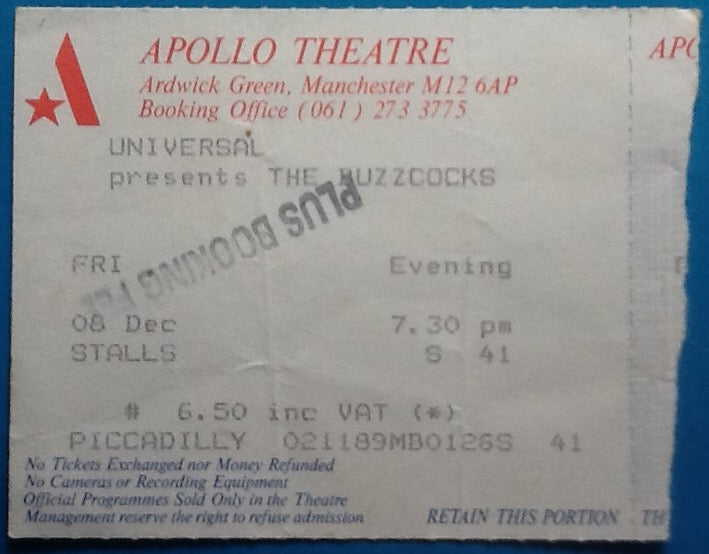 APOLLO THEATRE
Ardwick Green, Manchester M12 6AP
Booking Office (061) 273 3775
UNIVERSAL
presents THE BUZZCOCKS
PLUS BOOKING FEE
FRI Evening
08 Dec 7.30 pm
STALLS S 41
# 6.50 inc VAT (*)
PICCADILLY 021189MB0126S 41
No Tickets Exchanged nor Money Refunded
No Cameras or Recording Equipment
Official Programmes Sold Only in the Theatre
Management reserve the right to refuse admission
RETAIN THIS PORTION
APO
TH